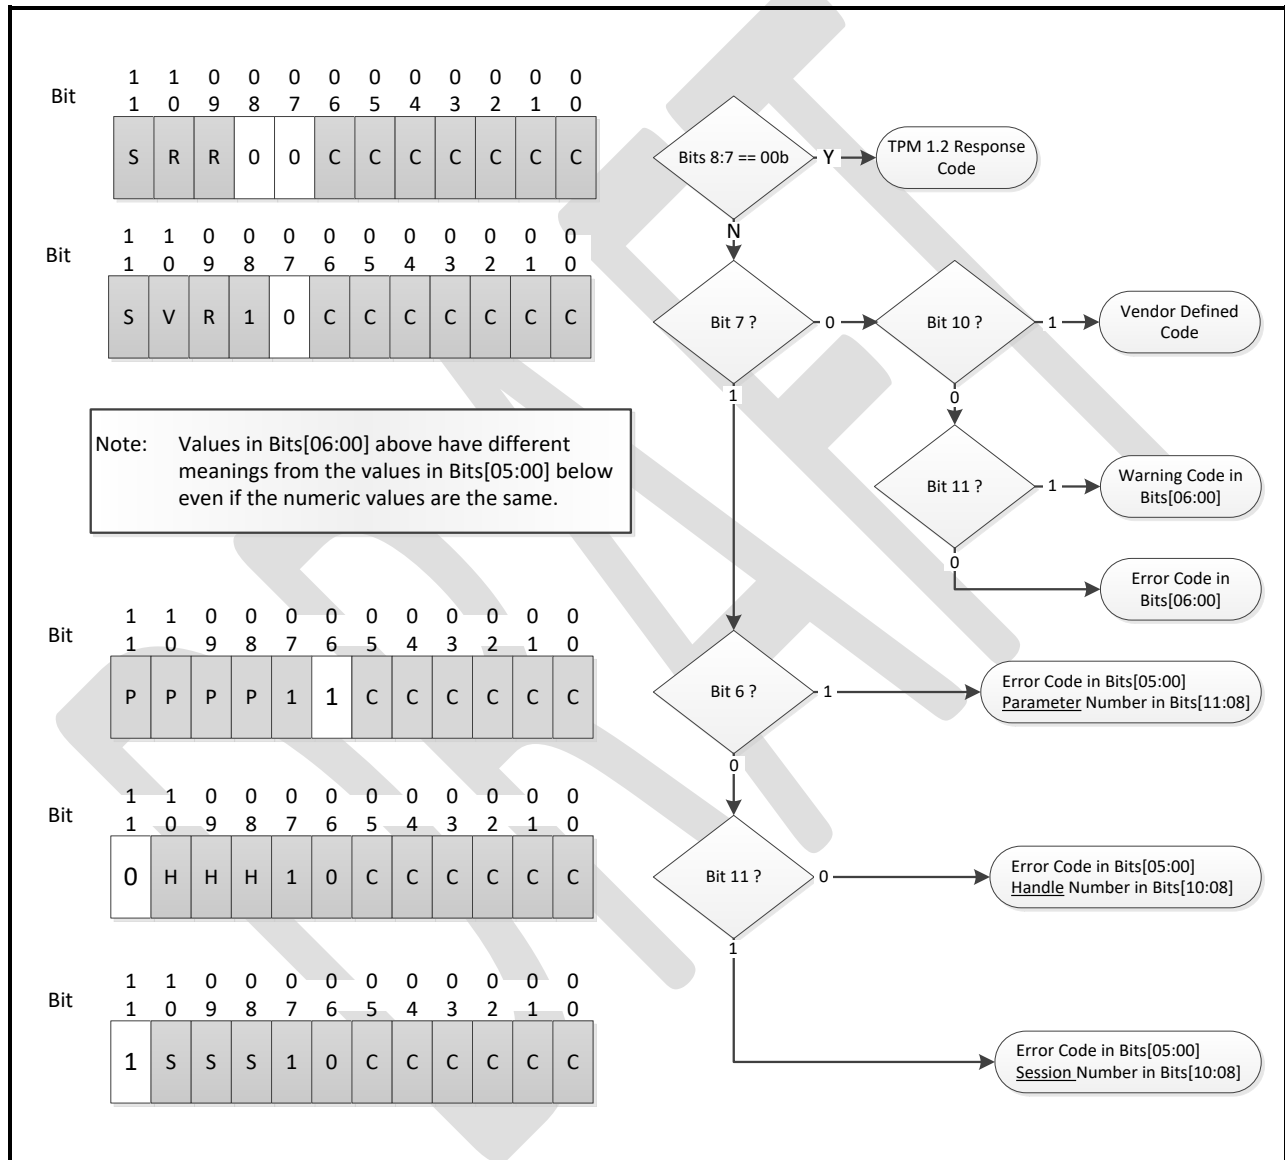 1 1 0 0 0 0 0 0 0 0 0 0
Bit 1 0 9 8 7 6 5 4 3 2 1 0
S R R 0 0 C C C C C C C
1 1 0 0 0 0 0 0 0 0 0 0
Bit 1 0 9 8 7 6 5 4 3 2 1 0
S V R 1 0 C C C C C C C
Note: Values in Bits[06:00] above have different
meanings from the values in Bits[05:00] below
even if the numeric values are the same.
1 1 0 0 0 0 0 0 0 0 0 0
Bit 1 0 9 8 7 6 5 4 3 2 1 0
P P P P 1 1 C C C C C C
1 1 0 0 0 0 0 0 0 0 0 0
Bit 1 0 9 8 7 6 5 4 3 2 1 0
0 H H H 1 0 C C C C C C
1 1 0 0 0 0 0 0 0 0 0 0
Bit 1 0 9 8 7 6 5 4 3 2 1 0
1 S S S 1 0 C C C C C C
Bits 8:7 == 00b
Y
TPM 1.2 Response
Code
N
Bit 7 ?
0
Bit 10 ?
1
Vendor Defined
Code
1
0
Bit 11 ?
1
Warning Code in
Bits[06:00]
0
Error Code in
Bits[06:00]
Bit 6 ?
1
Error Code in Bits[05:00]
Parameter Number in Bits[11:08]
0
Bit 11 ?
0
Error Code in Bits[05:00]
Handle Number in Bits[10:08]
1
Error Code in Bits[05:00]
Session Number in Bits[10:08]
DRAFT